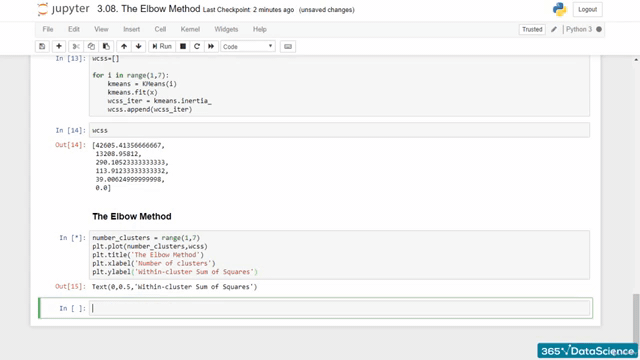 jupyter 3.08. The Elbow Method Last Checkpoint: 2 minutes ago (unsaved changes) Logout
File Edit View Insert Cell Kernel Widgets Help Trusted Python 3
Run Code
In [13]: wcss=[]
for i in range(1,7):
kmeans = KMeans(i)
kmeans.fit(x)
wcss_iter = kmeans.inertia_
wcss.append(wcss_iter)
In [14]: wcss
Out[14]: [42605.41356666667,
13208.95812,
290.10523333333333,
113.91233333333332,
39.00624999999998,
0.0]
The Elbow Method
In [*]: number_clusters = range(1,7)
plt.plot(number_clusters,wcss)
plt.title('The Elbow Method')
plt.xlabel('Number of clusters')
plt.ylabel('Within-cluster Sum of Squares')
Out[15]: Text(0,0.5,'Within-cluster Sum of Squares')
In [ ]:
365 DataScience